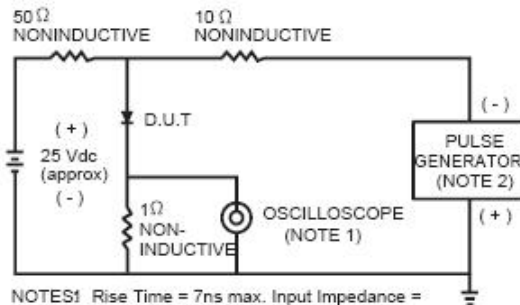 50 Ω
NONINDUCTIVE
10 Ω
NONINDUCTIVE
(+)
25 Vdc
(approx)
(-)
D.U.T
1Ω
NON-
INDUCTIVE
OSCILLOSCOPE
(NOTE 1)
(-)
PULSE
GENERATOR
(NOTE 2)
(+)
NOTES1 Rise Time = 7ns max. Input Impedance =